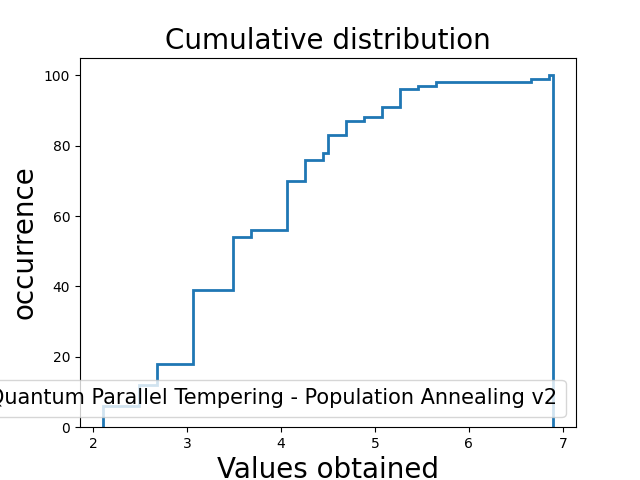 Cumulative distribution
occurrence
100
80
60
40
20
0
Quantum Parallel Tempering - Population Annealing v2
2 3 4 5 6 7
Values obtained